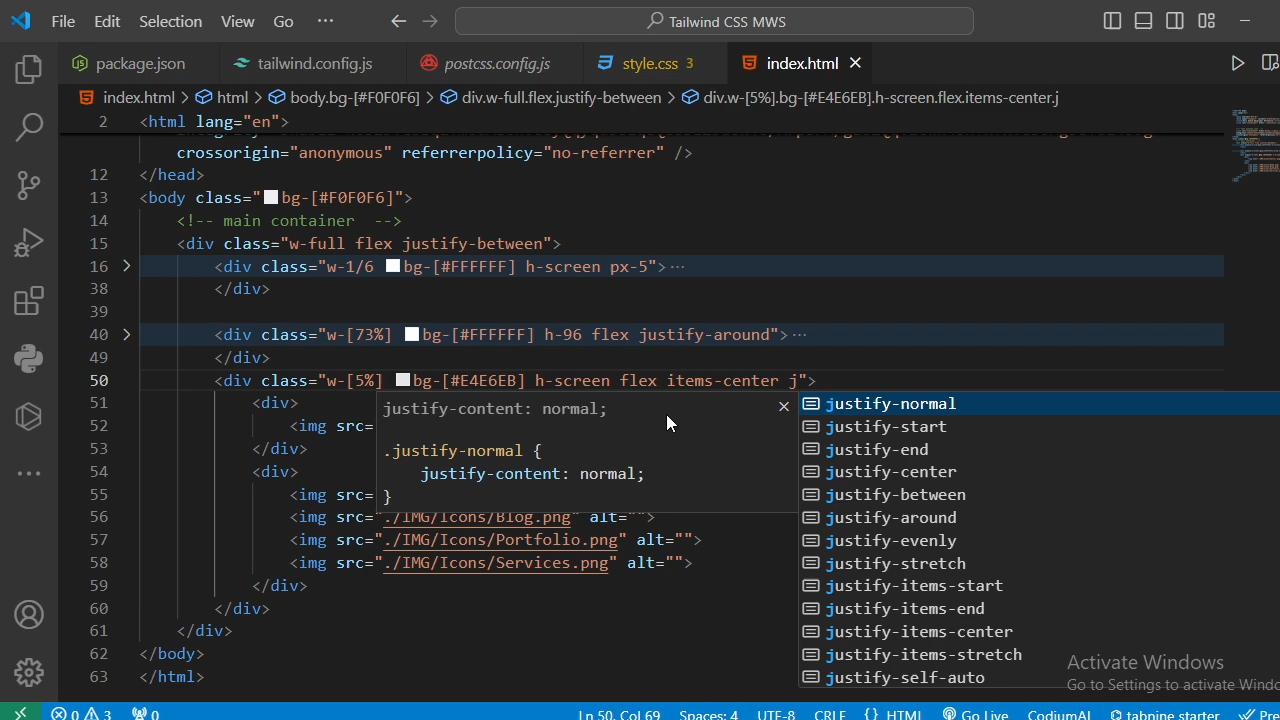 File Edit Selection View Go ··· Tailwind CSS MWS
package.json tailwind.config.js postcss.config.js style.css 3 index.html
index.html > html > body.bg-[#F0F0F6] > div.w-full.flex.justify-between > div.w-[5%].bg-[#E4E6EB].h-screen.flex.items-center.j
2 <html lang="en">
crossorigin="anonymous" referrerpolicy="no-referrer" />
12 </head>
13 <body class="bg-[#F0F0F6]">
14 <!-- main container -->
15 <div class="w-full flex justify-between">
16 <div class="w-1/6 bg-[#FFFFFF] h-screen px-5">···
38 </div>
39
40 <div class="w-[73%] bg-[#FFFFFF] h-96 flex justify-around">···
49 </div>
50 <div class="w-[5%] bg-[#E4E6EB] h-screen flex items-center j">
51 <div>
52 <img src=
53 </div>
54 <div>
55 <img src=
56 <img src="./IMG/Icons/Blog.png" alt="">
57 <img src="./IMG/Icons/Portfolio.png" alt="">
58 <img src="./IMG/Icons/Services.png" alt="">
59 </div>
60 </div>
61 </div>
62 </body>
63 </html>
justify-content: normal;
.justify-normal {
justify-content: normal;
}
justify-normal
justify-start
justify-end
justify-center
justify-between
justify-around
justify-evenly
justify-stretch
justify-items-start
justify-items-end
justify-items-center
justify-items-stretch
justify-self-auto
Activate Windows
Go to Settings to activate Windo
0 3 0 Ln 50, Col 69 Spaces: 4 UTF-8 CRLF {} HTML Go Live CodiumAI tabnine starter Pre